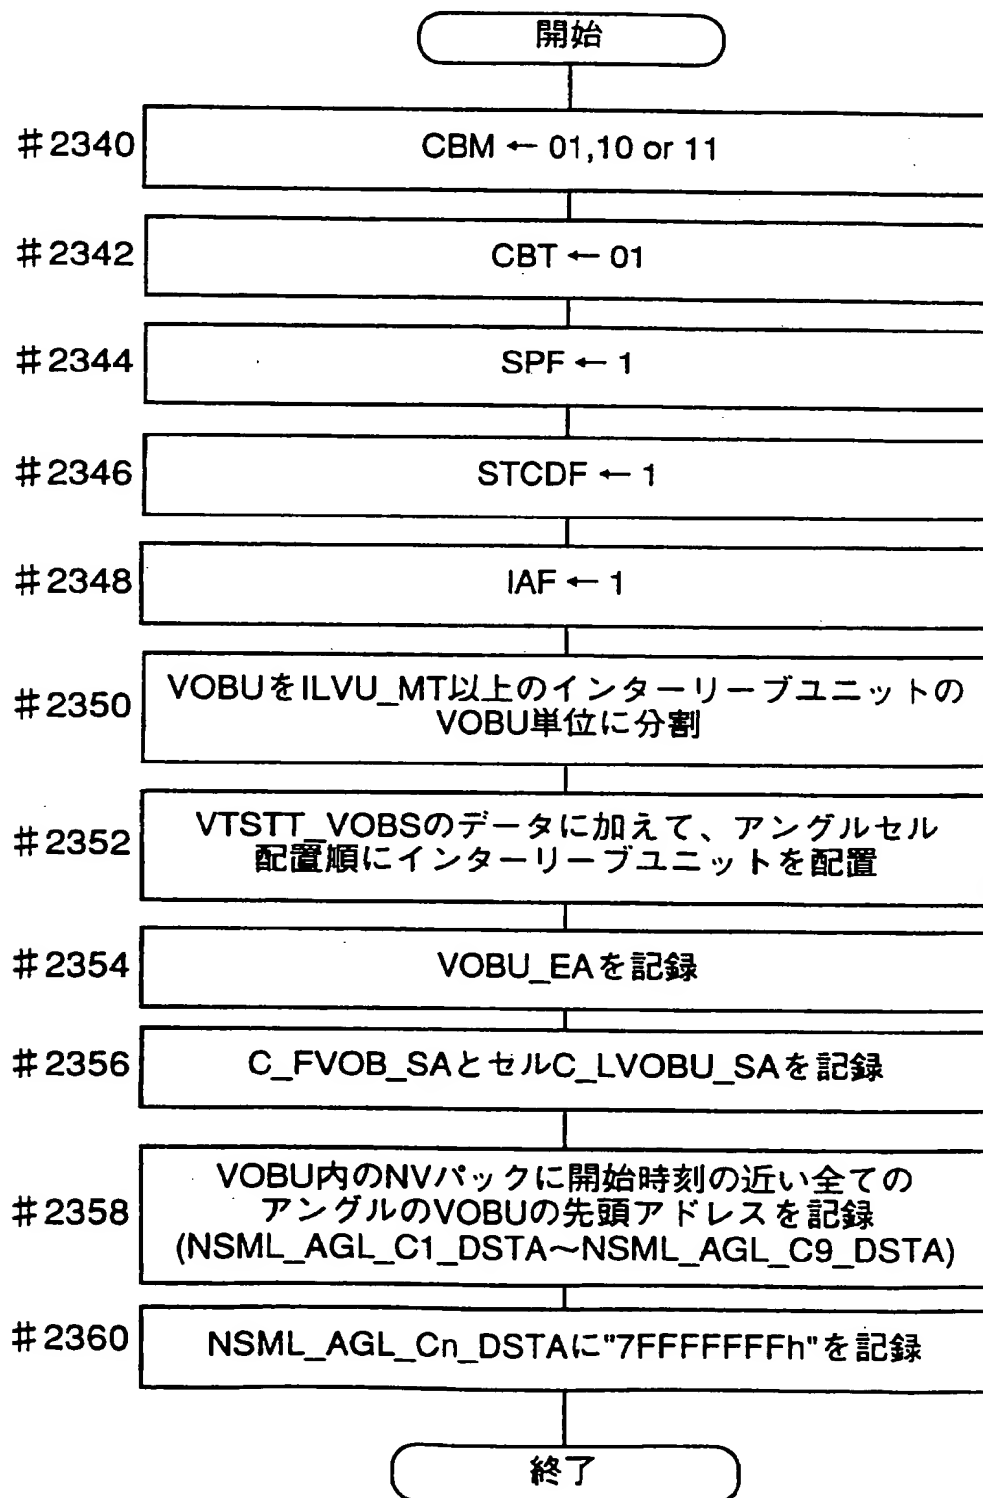 開始
#2340
CBM ← 01,10 or 11
#2342
CBT ← 01
#2344
SPF ← 1
#2346
STCDF ← 1
#2348
IAF ← 1
#2350
VOBUをILVU_MT以上のインターリーブユニットの
VOBU単位に分割
#2352
VTSTT_VOBSのデータに加えて、アングルセル
配置順にインターリーブユニットを配置
#2354
VOBU_EAを記録
#2356
C_FVOB_SAとセルC_LVOBU_SAを記録
#2358
VOBU内のNVパックに開始時刻の近い全ての
アングルのVOBUの先頭アドレスを記録
(NSML_AGL_C1_DSTA~NSML_AGL_C9_DSTA)
#2360
NSML_AGL_Cn_DSTAに"7FFFFFFFh"を記録
終了